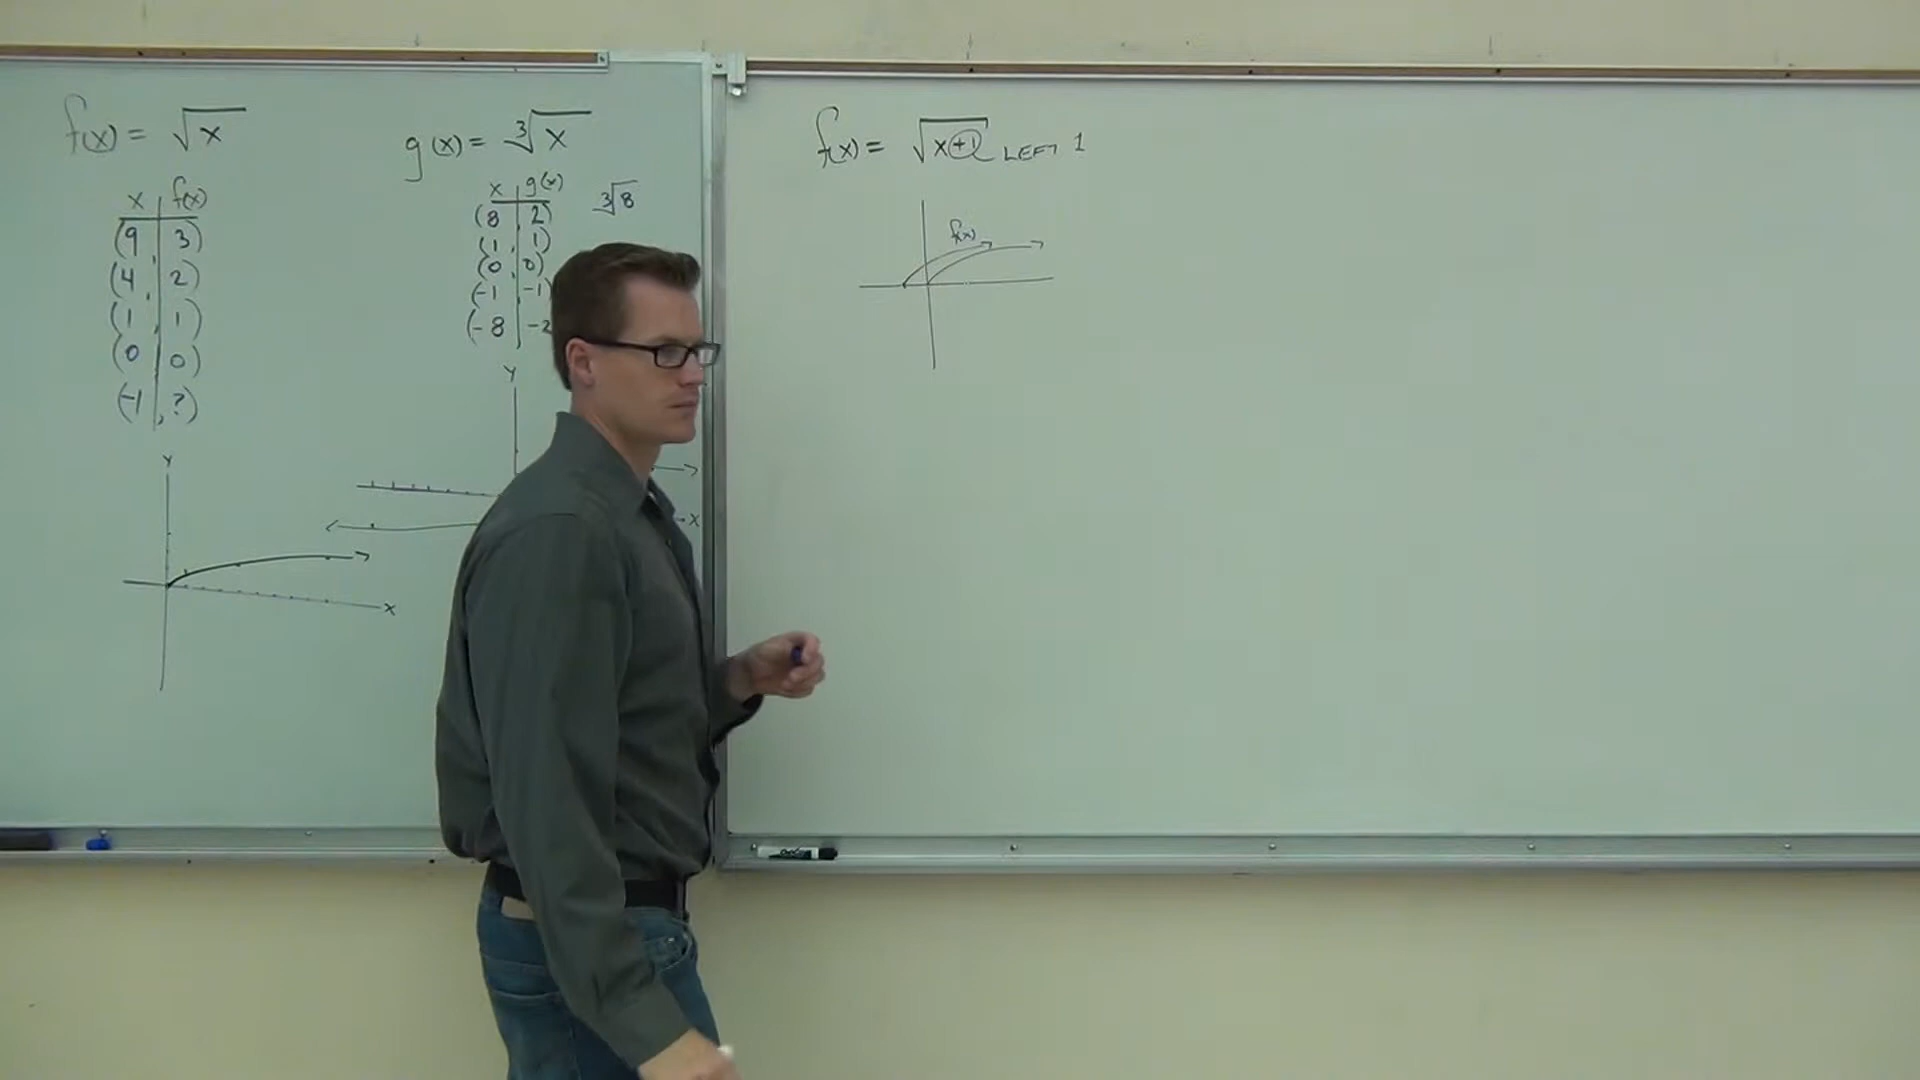 f(x) = √x
x f(x)
(9, 3)
(4, 2)
(1, 1)
(0, 0)
(-1, ?)
Y
X
g(x) = ∛x
x g(x)
(8, 2)
(1, 1)
(0, 0)
(-1, -1)
(-8, -2
∛8
Y
X
f(x) = √x+1 LEFT 1
f(x)